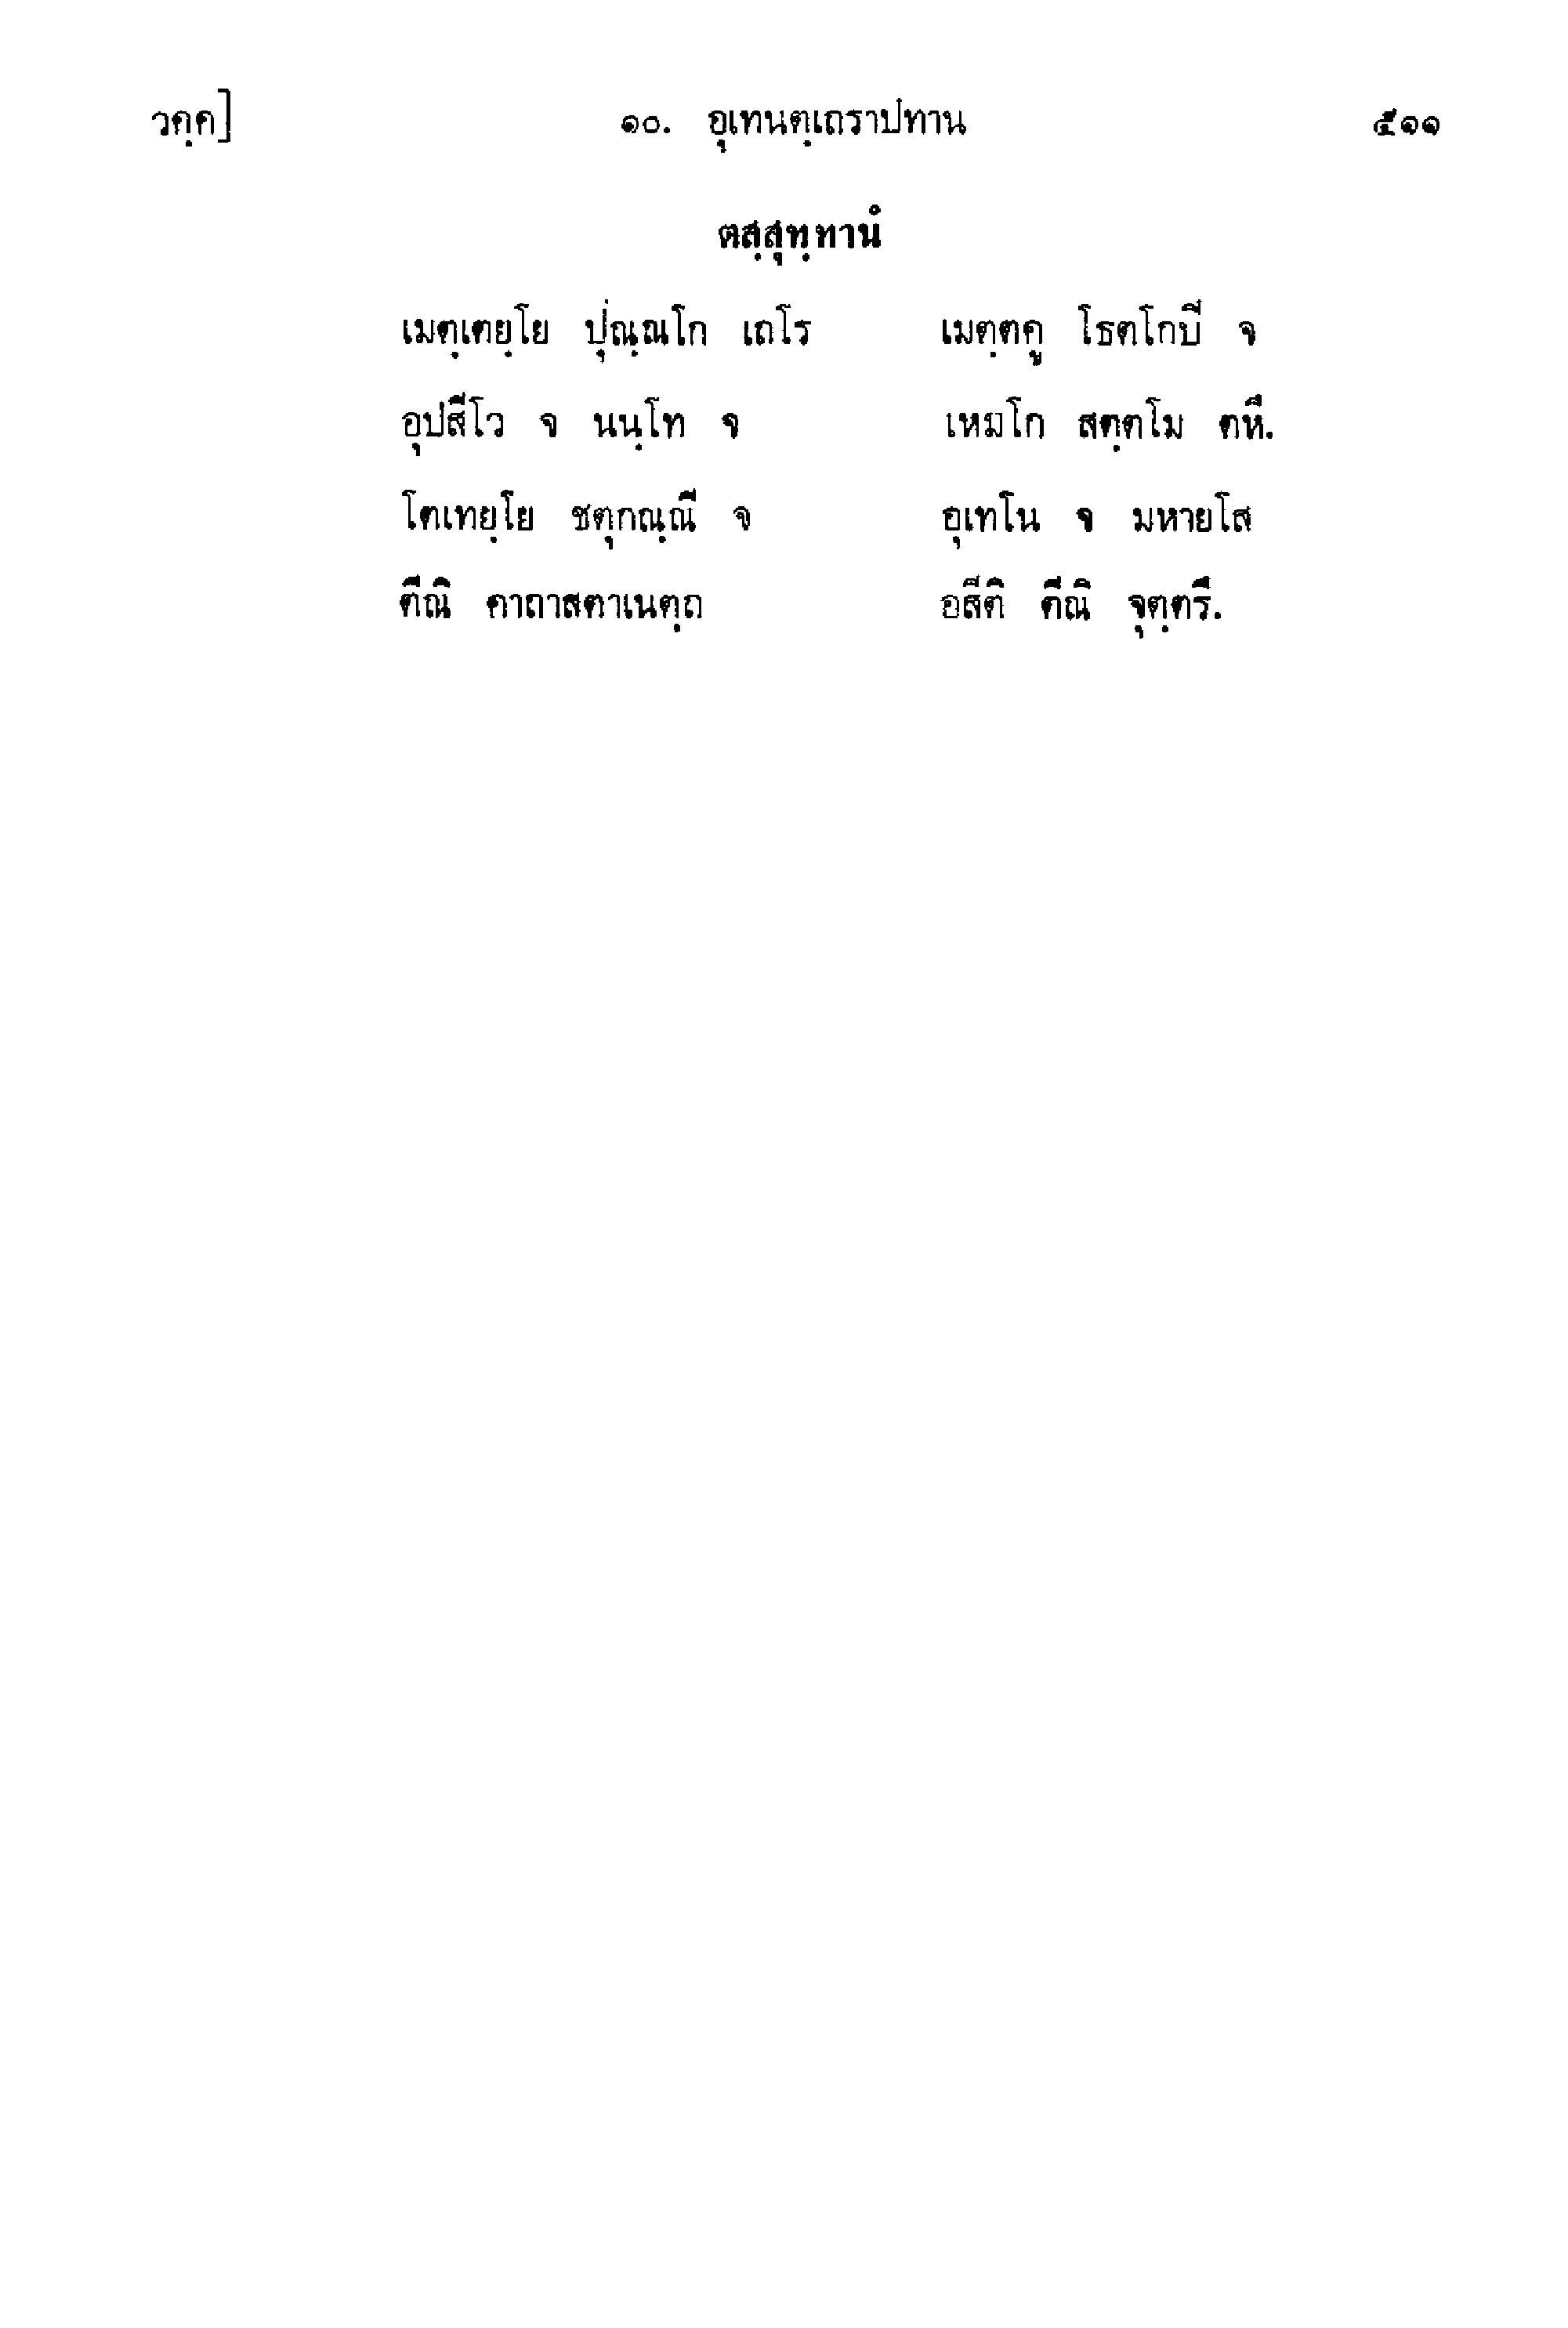 วคฺค] ๑๐. อุเทนตฺเถราปทาน ๕๑๑
ตสฺสุทฺทานํ
เมตฺเตยฺโย ปุณฺณโก เถโร เมตฺตคู โธตโกปิ จ
อุปสีโว จ นนฺโท จ เหมโก สตฺตโม ตหึ.
โตเทยฺโย ชตุกณฺณี จ อุเทโน จ มหายโส
ตีณิ คาถาสตาเนตฺถ อสีติ ตีณิ จุตฺตรึ.